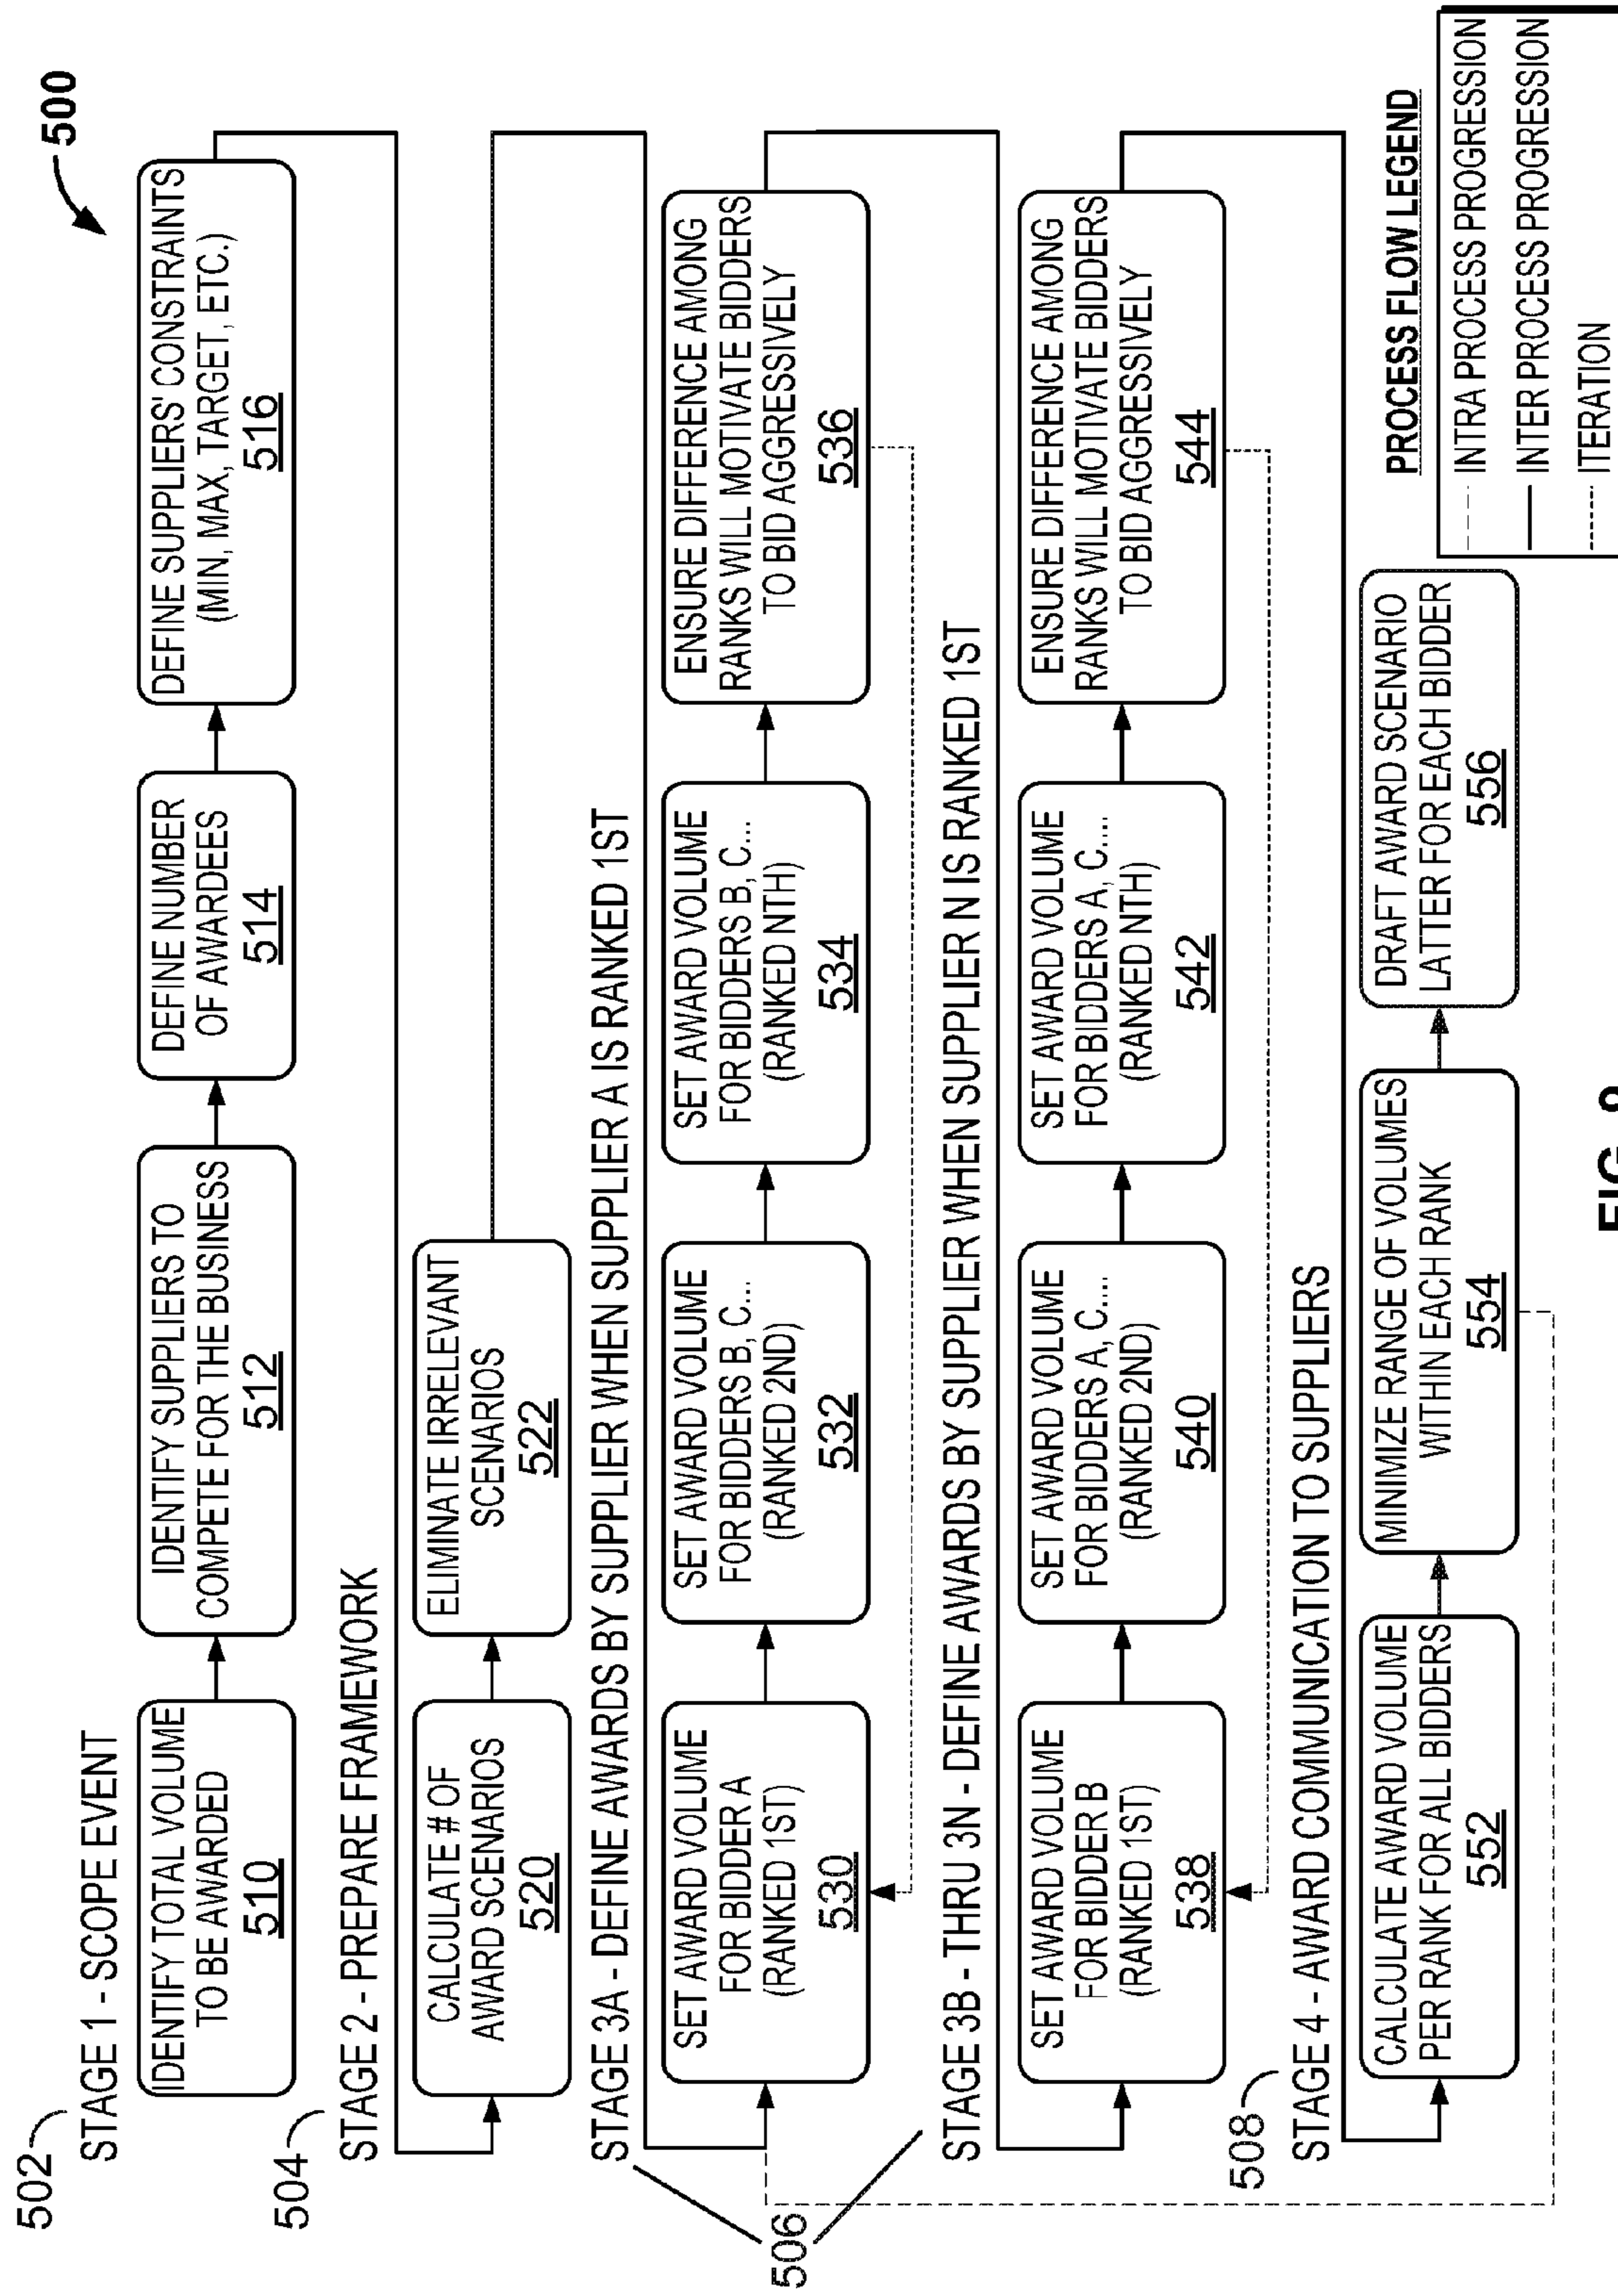 500
502
STAGE 1 - SCOPE EVENT
IDENTIFY TOTAL VOLUME
TO BE AWARDED
510
IDENTIFY SUPPLIERS TO
COMPETE FOR THE BUSINESS
512
DEFINE NUMBER
OF AWARDEES
514
DEFINE SUPPLIERS' CONSTRAINTS
(MIN, MAX, TARGET, ETC.)
516
504
STAGE 2 - PREPARE FRAMEWORK
CALCULATE # OF
AWARD SCENARIOS
520
ELIMINATE IRRELEVANT
SCENARIOS
522
STAGE 3A - DEFINE AWARDS BY SUPPLIER WHEN SUPPLIER A IS RANKED 1ST
SET AWARD VOLUME
FOR BIDDER A
(RANKED 1ST)
530
SET AWARD VOLUME
FOR BIDDERS B, C...
(RANKED 2ND)
532
SET AWARD VOLUME
FOR BIDDERS B, C...
(RANKED NTH)
534
ENSURE DIFFERENCE AMONG
RANKS WILL MOTIVATE BIDDERS
TO BID AGGRESSIVELY
536
506
STAGE 3B - THRU 3N - DEFINE AWARDS BY SUPPLIER WHEN SUPPLIER N IS RANKED 1ST
SET AWARD VOLUME
FOR BIDDER B
(RANKED 1ST)
538
SET AWARD VOLUME
FOR BIDDERS A, C....
(RANKED 2ND)
540
SET AWARD VOLUME
FOR BIDDERS A, C....
(RANKED NTH)
542
ENSURE DIFFERENCE AMONG
RANKS WILL MOTIVATE BIDDERS
TO BID AGGRESSIVELY
544
508
STAGE 4 - AWARD COMMUNICATION TO SUPPLIERS
CALCULATE AWARD VOLUME
PER RANK FOR ALL BIDDERS
552
MINIMIZE RANGE OF VOLUMES
WITHIN EACH RANK
554
DRAFT AWARD SCENARIO
LATTER FOR EACH BIDDER
556
PROCESS FLOW LEGEND
INTRA PROCESS PROGRESSION
INTER PROCESS PROGRESSION
ITERATION
FIG.